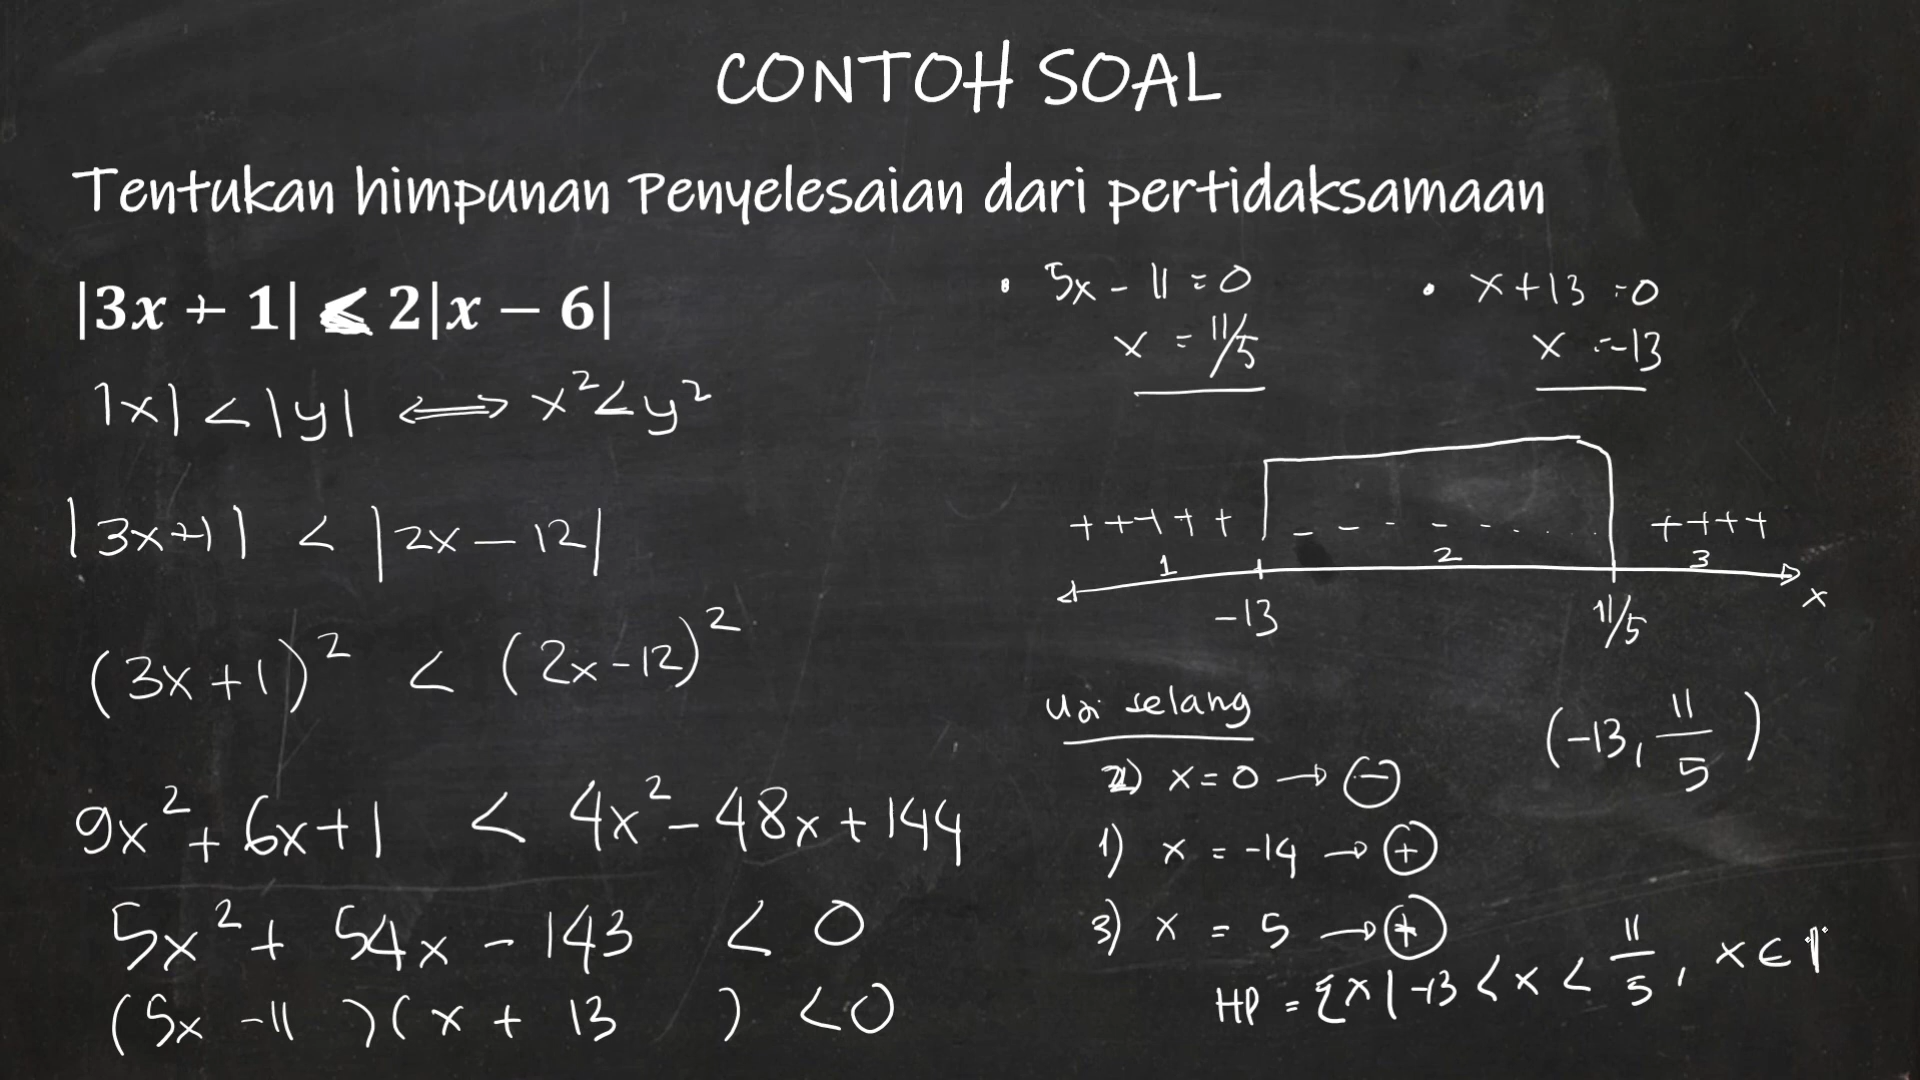 CONTOH SOAL
Tentukan himpunan Penyelesaian dari pertidaksamaan
|3x + 1| < 2|x − 6|
|x| < |y| ⟺ x² < y²
|3x+1| < |2x − 12|
(3x + 1)² < (2x − 12)²
9x² + 6x + 1 < 4x² − 48x + 144
5x² + 54x − 143 < 0
(5x − 11)(x + 13) < 0
• 5x − 11 = 0
x = 11/5
• x + 13 = 0
x = −13
+ + + + + − − − − − + + + +
1 2 3
−13 11/5 x
Uji selang
2) x = 0 → ⊖
1) x = −14 → ⊕
3) x = 5 → ⊕
(−13, 11/5)
HP = {x | −13 < x < 11/5, x ∈